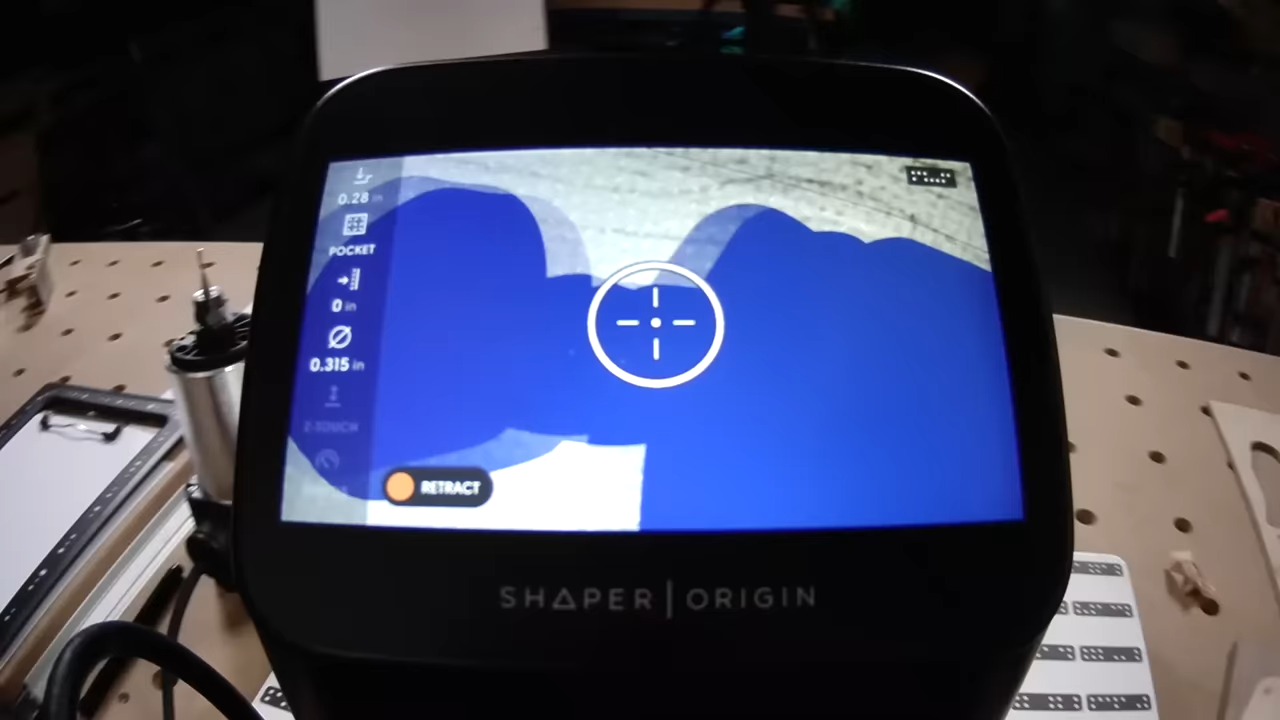 0.28 in
POCKET
0 in
0.315 in
Z-TOUCH
RETRACT
SHAPER | ORIGIN